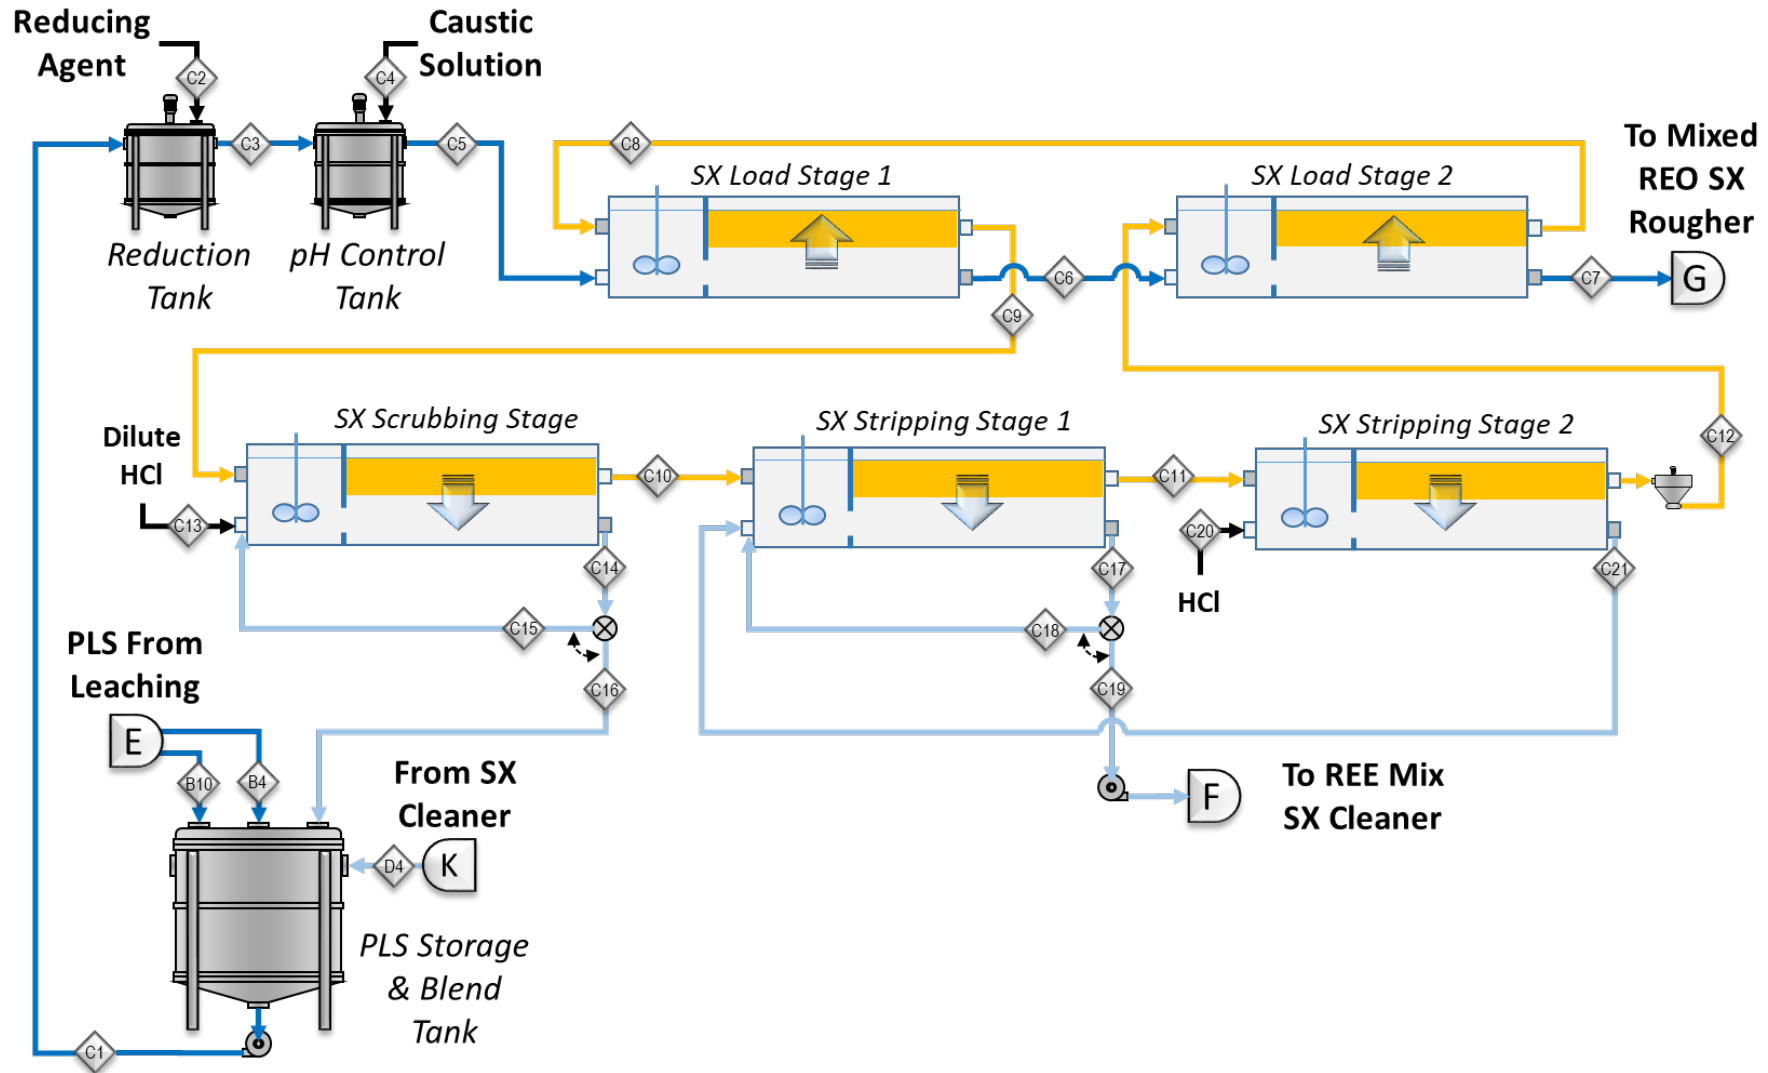 Reducing
Agent
C2
Caustic
Solution
C4
C3
C5
Reduction
Tank
pH Control
Tank
C8
SX Load Stage 1
SX Load Stage 2
To Mixed
REO SX
Rougher
C6
C7
G
C9
SX Scrubbing Stage
SX Stripping Stage 1
SX Stripping Stage 2
C12
Dilute
HCl
C13
C10
C11
C20
HCl
C14
C15
C16
C17
C18
C19
C21
PLS From
Leaching
E
B10
B4
From SX
Cleaner
D4
K
To REE Mix
SX Cleaner
F
PLS Storage
& Blend
Tank
C1